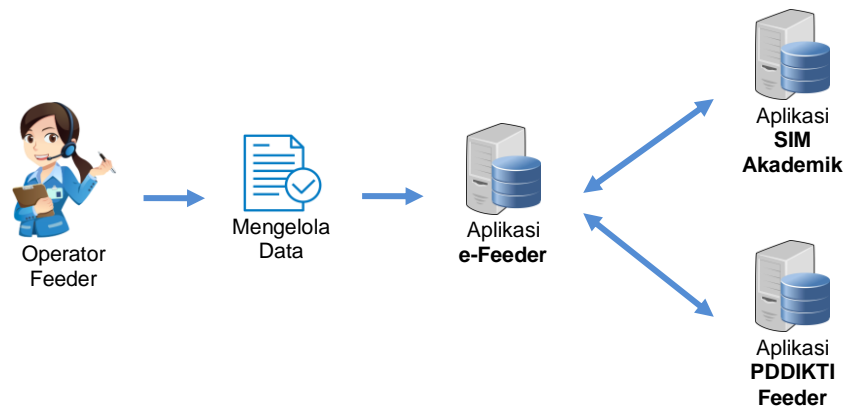 Operator
Feeder
Mengelola
Data
Aplikasi
e-Feeder
Aplikasi
SIM
Akademik
Aplikasi
PDDIKTI
Feeder